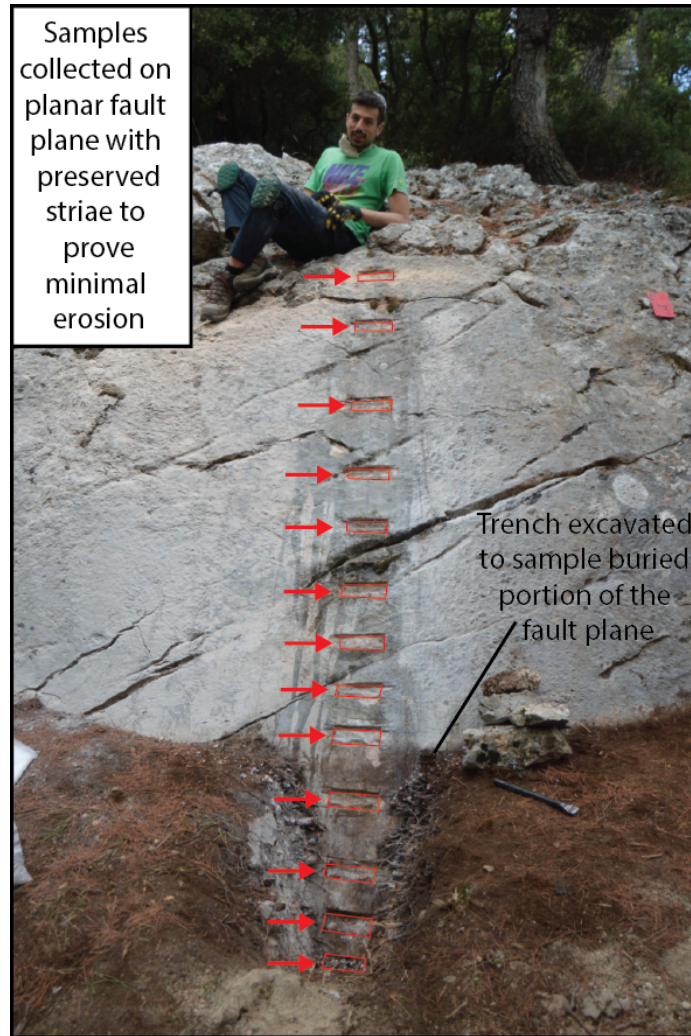 Samples
collected on
planar fault
plane with
preserved
striae to
prove
minimal
erosion
NIKE
Trench excavated
to sample buried
portion of the
fault plane